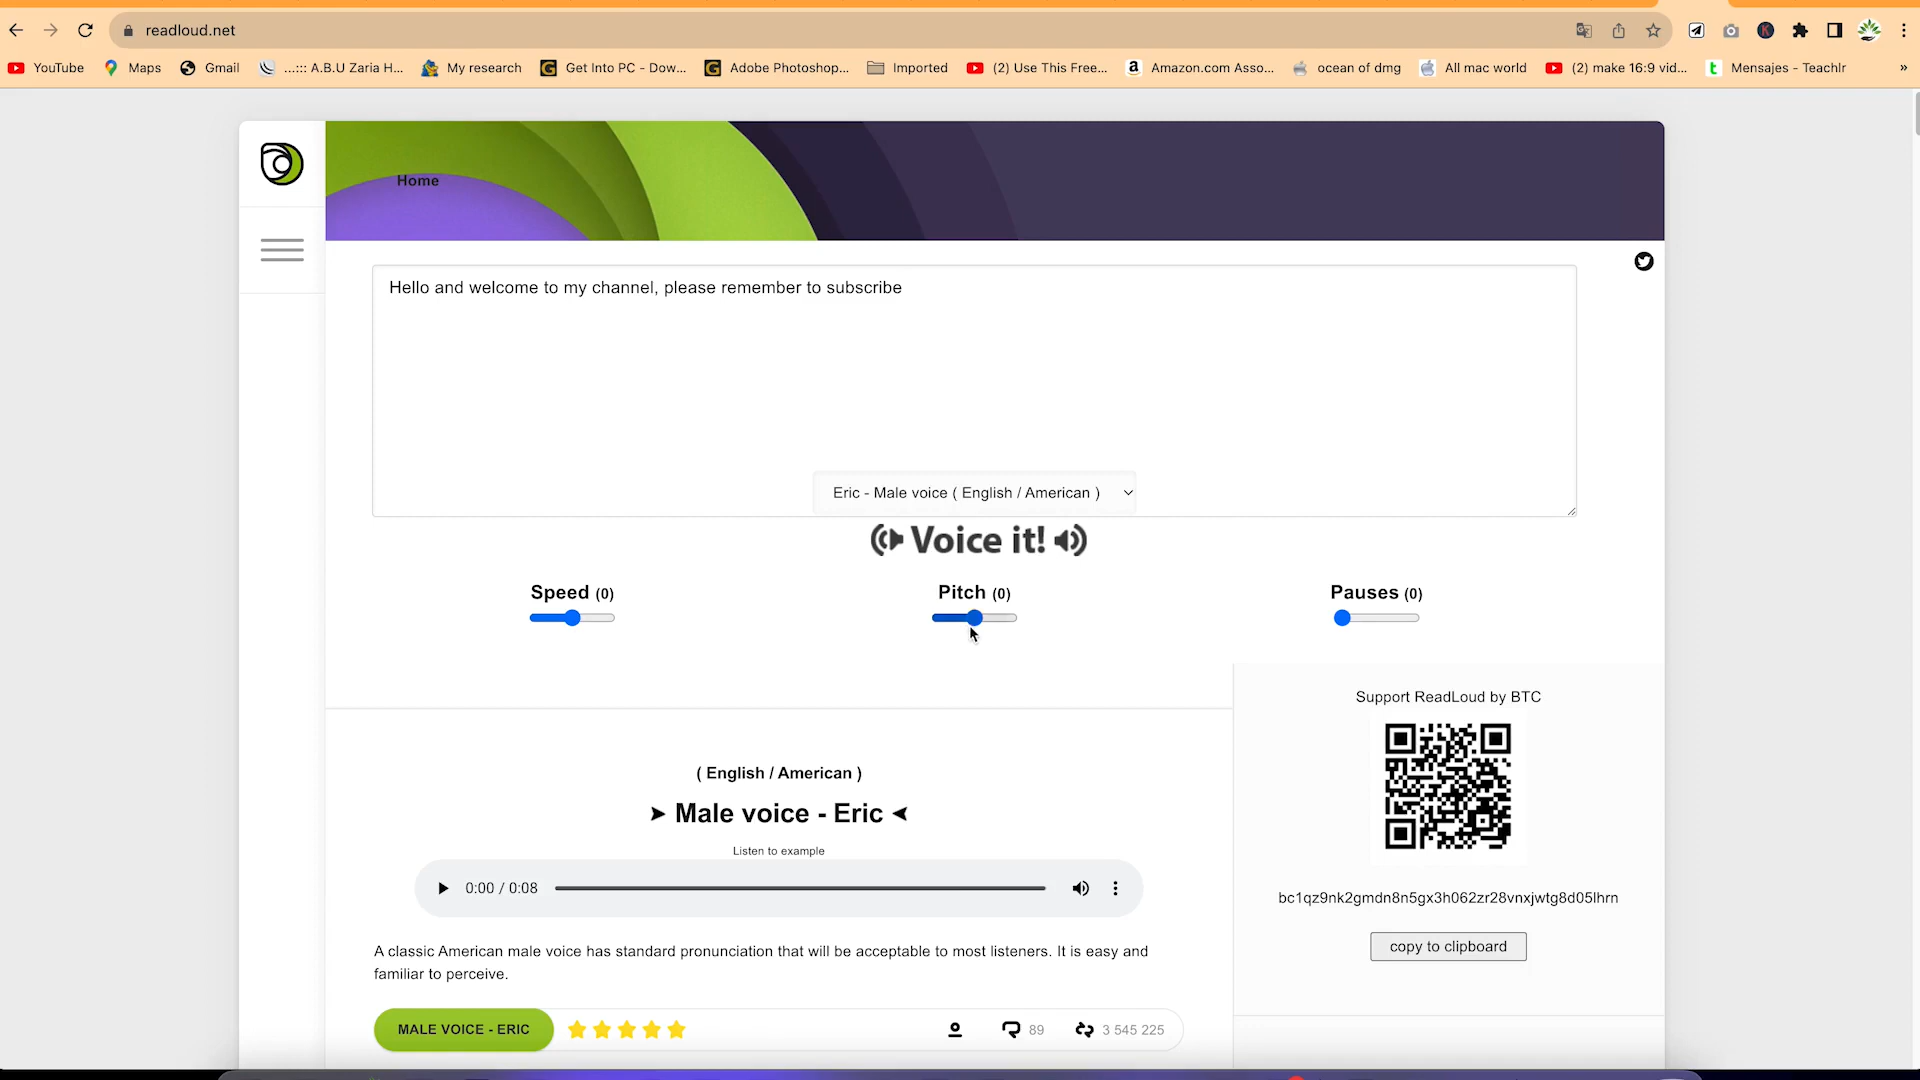 readloud.net
YouTube
Maps
Gmail
...::: A.B.U Zaria H...
My research
Get Into PC - Dow...
Adobe Photoshop...
Imported
(2) Use This Free...
Amazon.com Asso...
ocean of dmg
All mac world
(2) make 16:9 vid...
Mensajes - Teachlr
»
Home
Hello and welcome to my channel, please remember to subscribe
Eric - Male voice ( English / American )
Voice it!
Speed (0)
Pitch (0)
Pauses (0)
Support ReadLoud by BTC
( English / American )
➤ Male voice - Eric ➤
Listen to example
0:00 / 0:08
bc1qz9nk2gmdn8n5gx3h062zr28vnxjwtg8d05lhrn
copy to clipboard
A classic American male voice has standard pronunciation that will be acceptable to most listeners. It is easy and
familiar to perceive.
MALE VOICE - ERIC
89
3 545 225